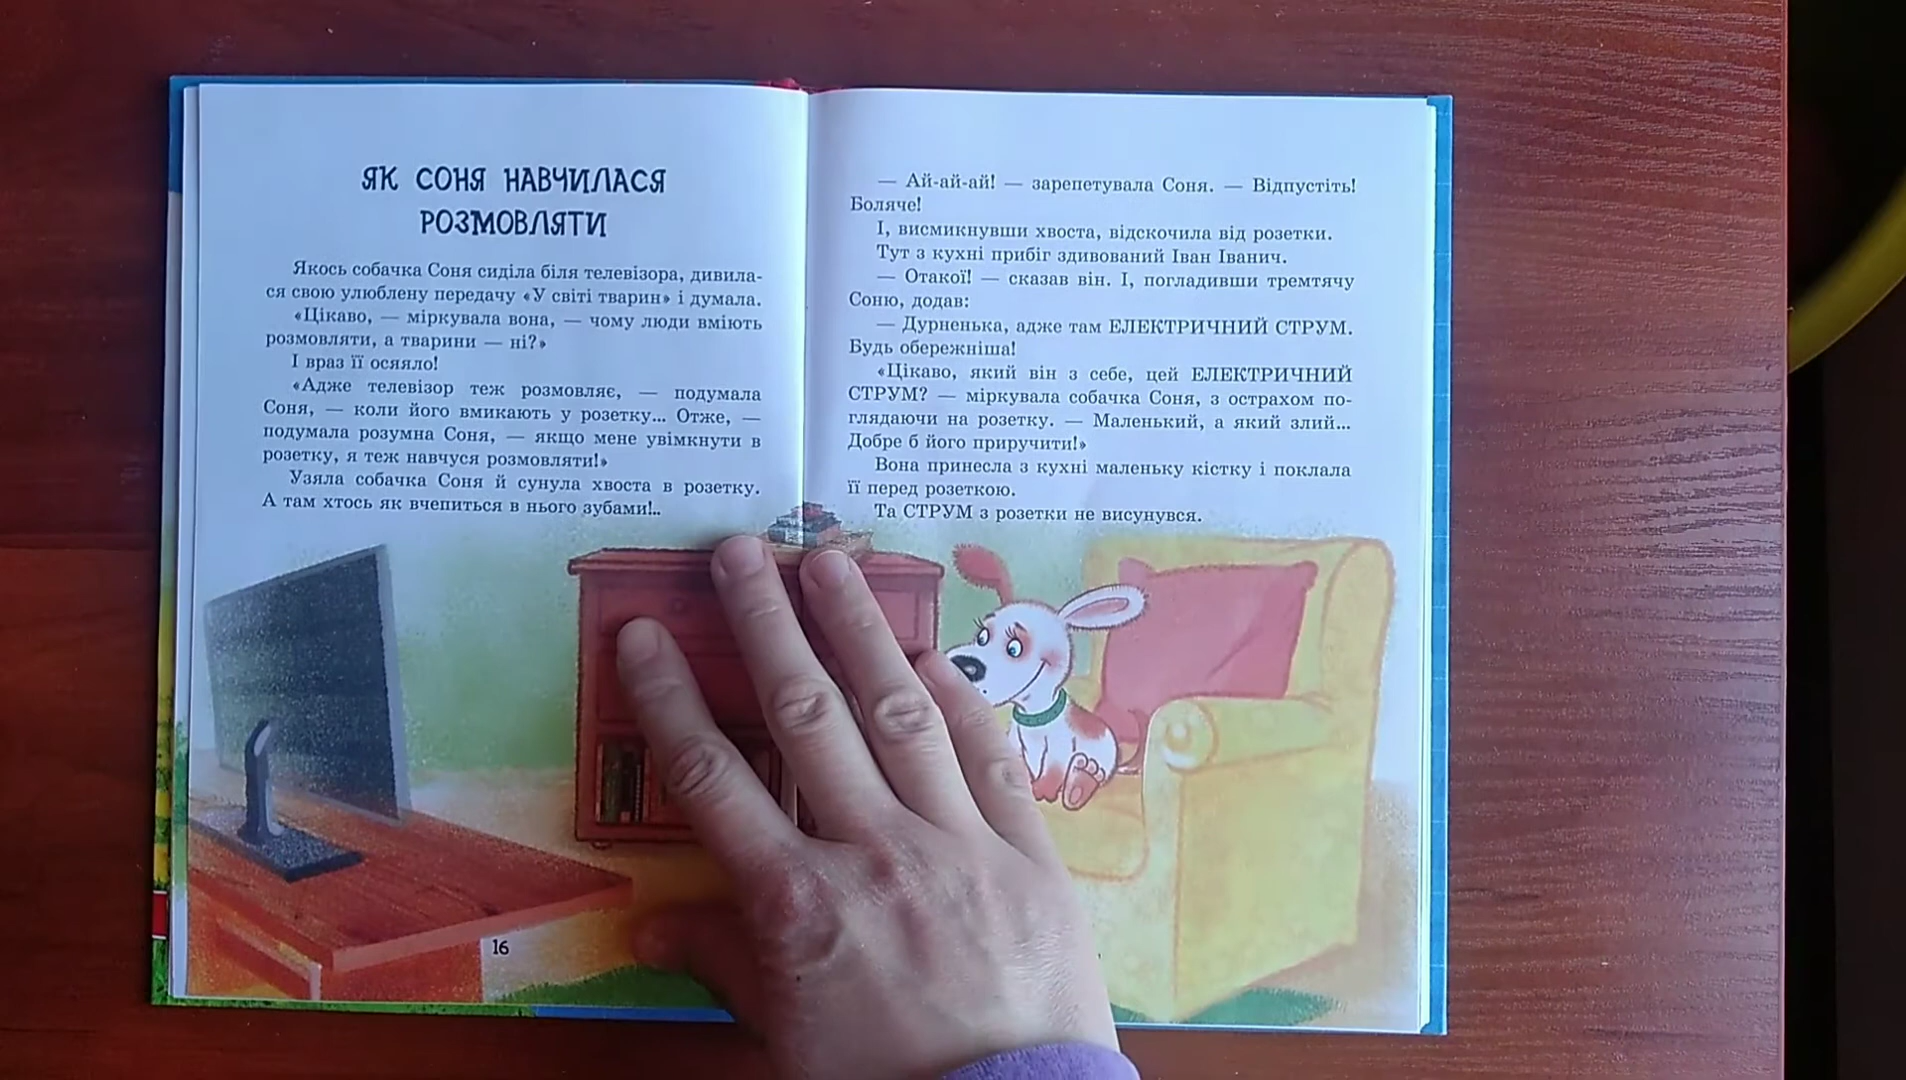 ЯК СОНЯ НАВЧИЛАСЯ
РОЗМОВЛЯТИ
Якось собачка Соня сиділа біля телевізора, дивила-
ся свою улюблену передачу «У світі тварин» і думала.
«Цікаво, — міркувала вона, — чому люди вміють
розмовляти, а тварини — ні?»
І враз її осяяло!
«Адже телевізор теж розмовляє, — подумала
Соня, — коли його вмикають у розетку... Отже, —
подумала розумна Соня, — якщо мене увімкнути в
розетку, я теж навчуся розмовляти!»
Узяла собачка Соня й сунула хвоста в розетку.
А там хтось як вчепиться в нього зубами!..
16
— Ай-ай-ай! — зарепетувала Соня. — Відпустіть!
Боляче!
І, висмикнувши хвоста, відскочила від розетки.
Тут з кухні прибіг здивований Іван Іванич.
— Отакої! — сказав він. І, погладивши тремтячу
Соню, додав:
— Дурненька, адже там ЕЛЕКТРИЧНИЙ СТРУМ.
Будь обережніша!
«Цікаво, який він з себе, цей ЕЛЕКТРИЧНИЙ
СТРУМ? — міркувала собачка Соня, з острахом по-
глядаючи на розетку. — Маленький, а який злий...
Добре б його приручити!»
Вона принесла з кухні маленьку кістку і поклала
її перед розеткою.
Та СТРУМ з розетки не висунувся.